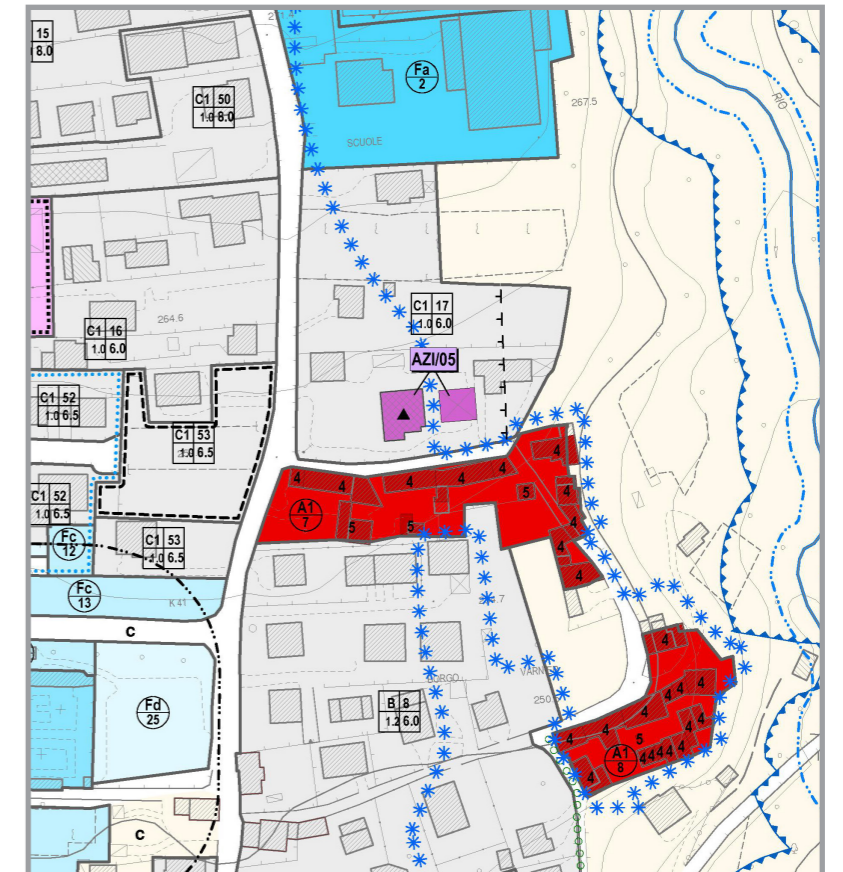 15
8.0
271.4
C1 50
1.0 8.0
Fa
2
SCUOLE
267.5
RIO
C1 17
1.0 6.0
264.6
C1 16
1.0 6.0
AZI/05
C1 52
1.0 6.5
C1 53
1.0 6.5
4
4
4
4
4
4
5
4
C1 52
1.0 6.5
A1
7
5
5
4
4
4
C1 53
1.0 6.5
Fc
12
Fc
13
K 41
C
4
BORGO
VARNI
250.
4
4
4
Fd
25
B 8
1.2 6.0
4
4
4
4
4
5
4 4 4 4 4
A1
8
4
C